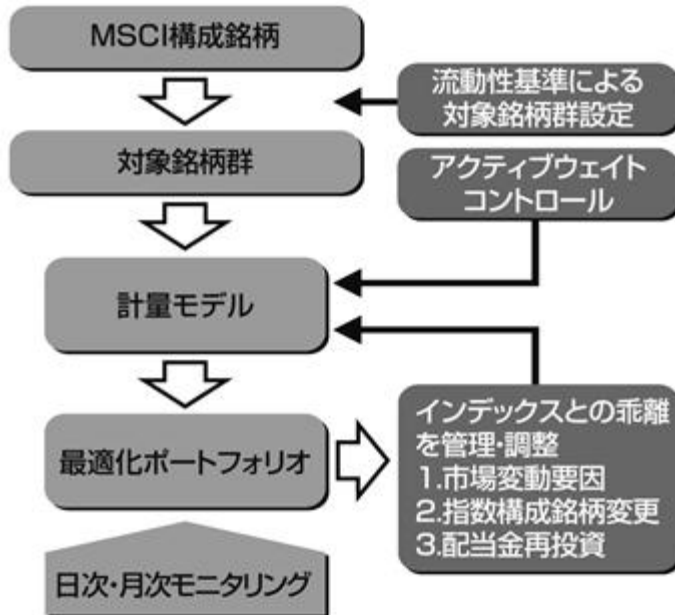 MSCI構成銘柄
流動性基準による
対象銘柄群設定
対象銘柄群
アクティブウェイト
コントロール
計量モデル
最適化ポートフォリオ
インデックスとの乖離
を管理・調整
1.市場変動要因
2.指数構成銘柄変更
3.配当金再投資
日次・月次モニタリング